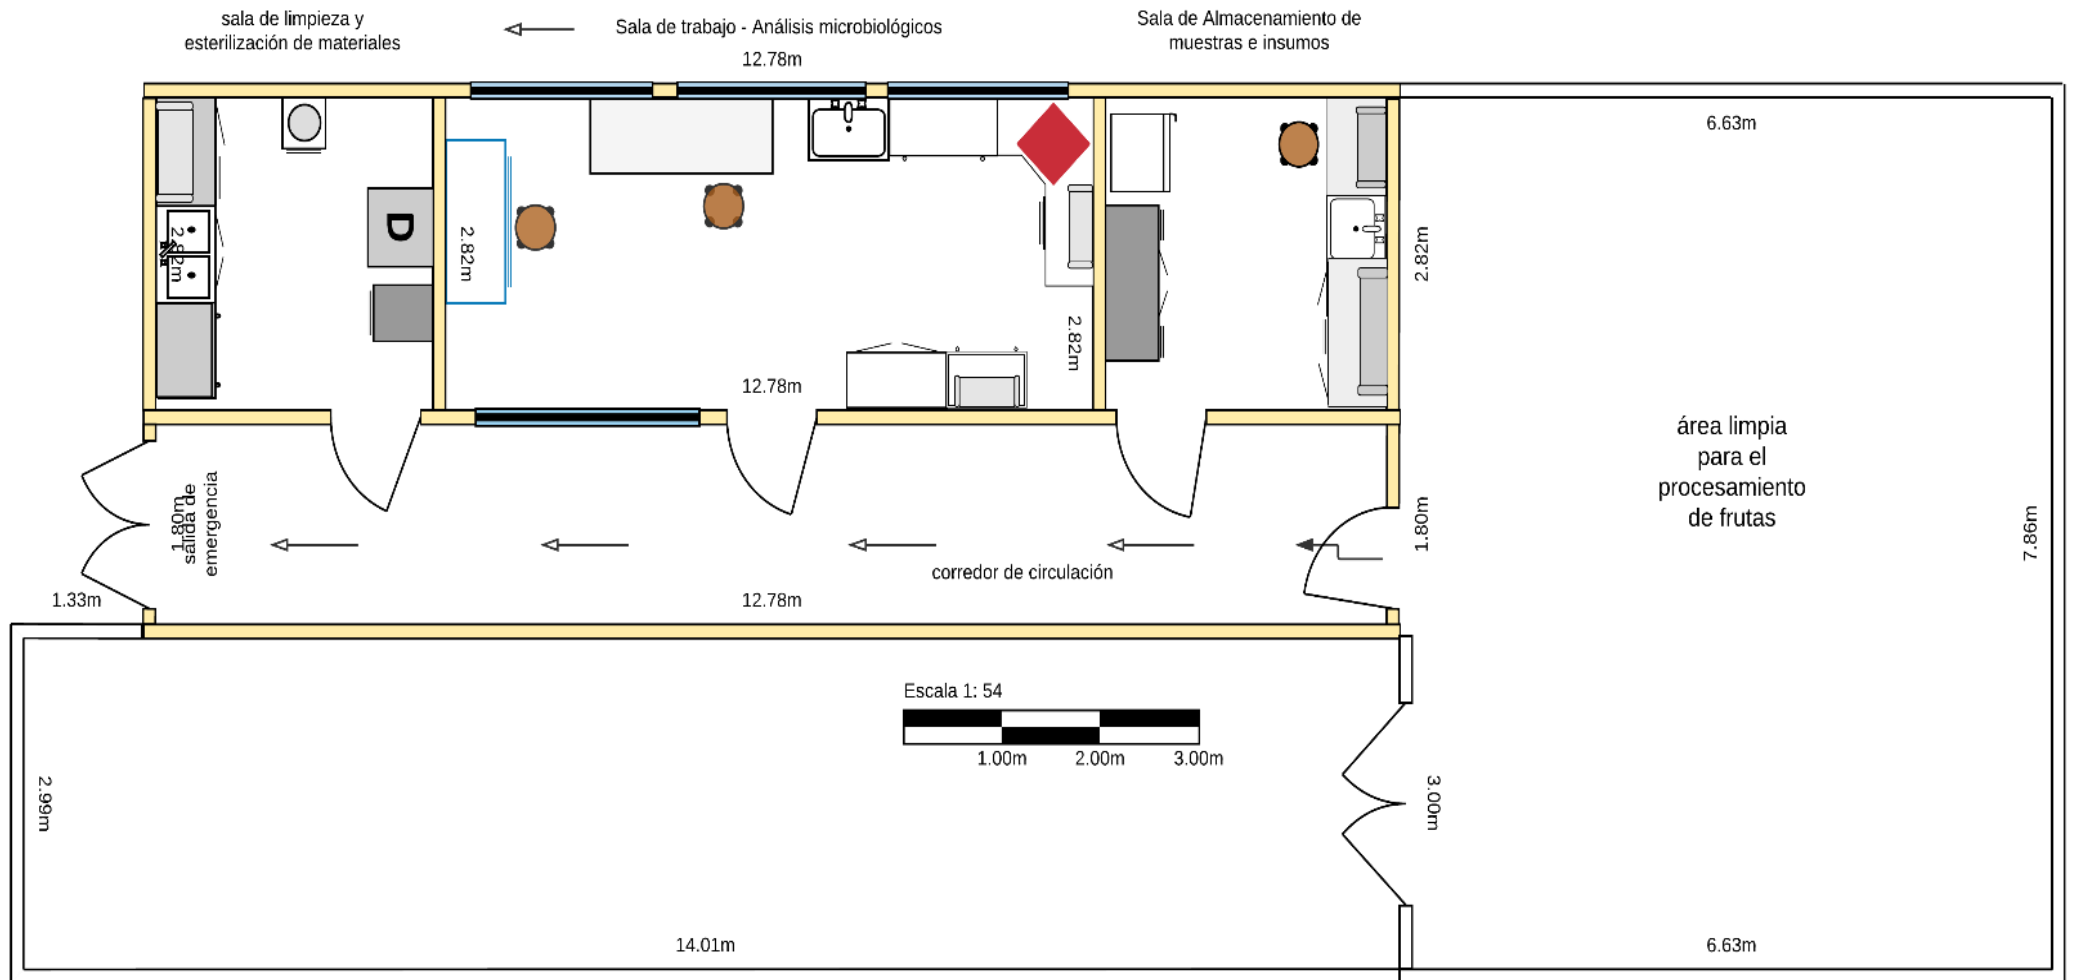 sala de limpieza y
esterilización de materiales
Sala de trabajo - Análisis microbiológicos
12.78m
Sala de Almacenamiento de
muestras e insumos
6.63m
D
2.82m
2.82m
2.82m
2.82m
12.78m
área limpia
para el
procesamiento
de frutas
1.80m
salida de
emergencia
1.80m
7.86m
corredor de circulación
1.33m
12.78m
Escala 1: 54
1.00m
2.00m
3.00m
2.99m
3.00m
14.01m
6.63m